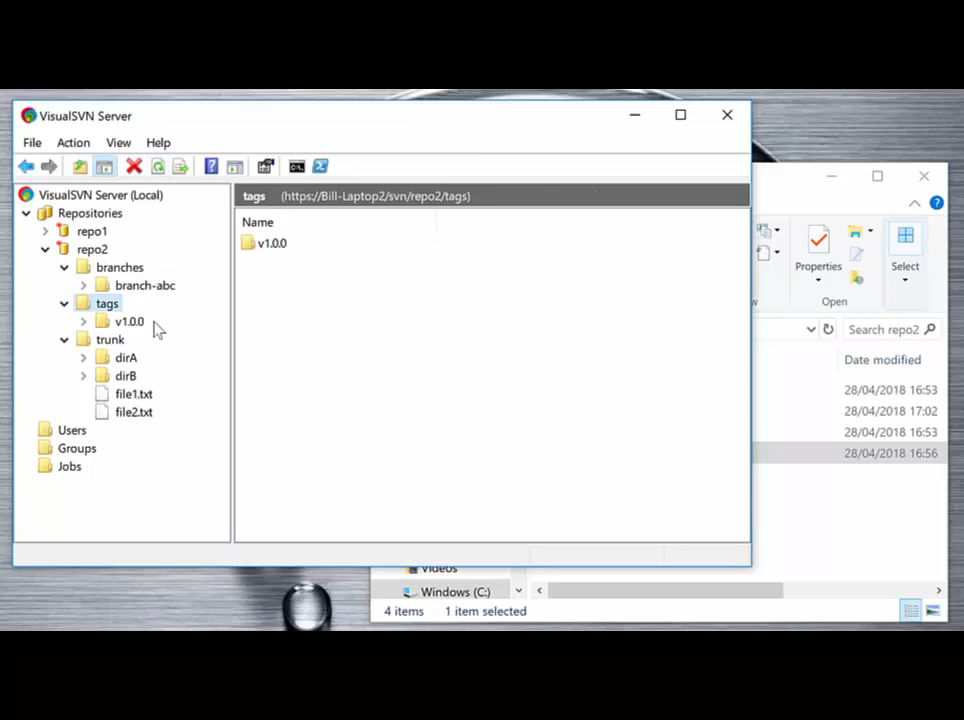 VisualSVN Server
File Action View Help
VisualSVN Server (Local)
Repositories
repo1
repo2
branches
branch-abc
tags
v1.0.0
trunk
dirA
dirB
file1.txt
file2.txt
Users
Groups
Jobs
tags (https://Bill-Laptop2/svn/repo2/tags)
Name
v1.0.0
Properties
Select
Open
Search repo2
Date modified
28/04/2018 16:53
28/04/2018 17:02
28/04/2018 16:53
28/04/2018 16:56
Videos
Windows (C:)
4 items 1 item selected